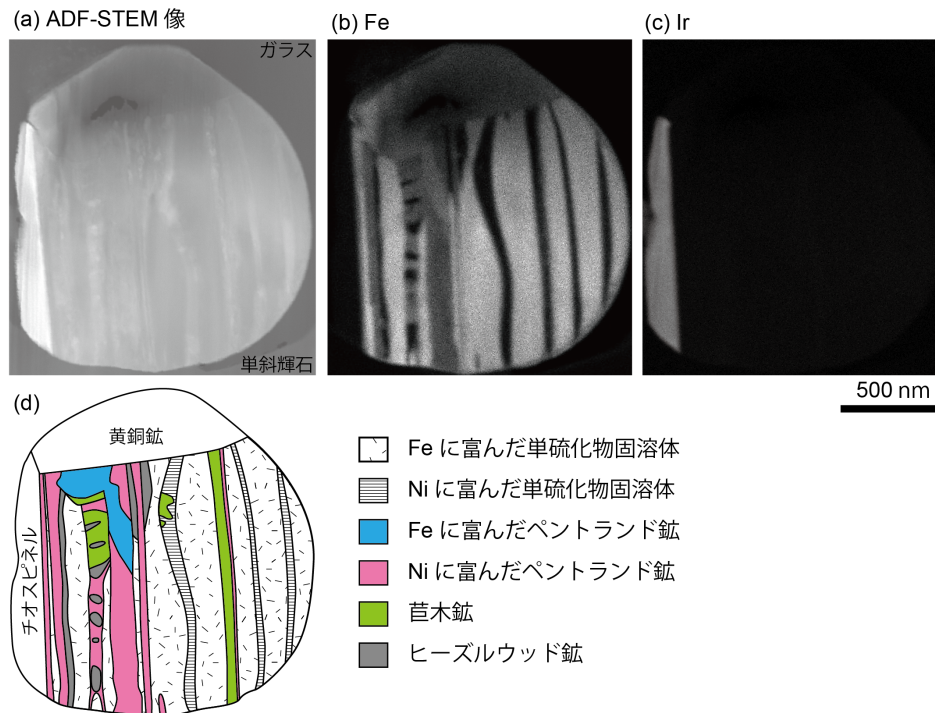 (a) ADF-STEM 像
(b) Fe
(c) Ir
ガラス
単斜輝石
500 nm
(d)
黄銅鉱
チオスピネル
Fe に富んだ単硫化物固溶体
Ni に富んだ単硫化物固溶体
Fe に富んだペントランド鉱
Ni に富んだペントランド鉱
苣木鉱
ヒーズルウッド鉱